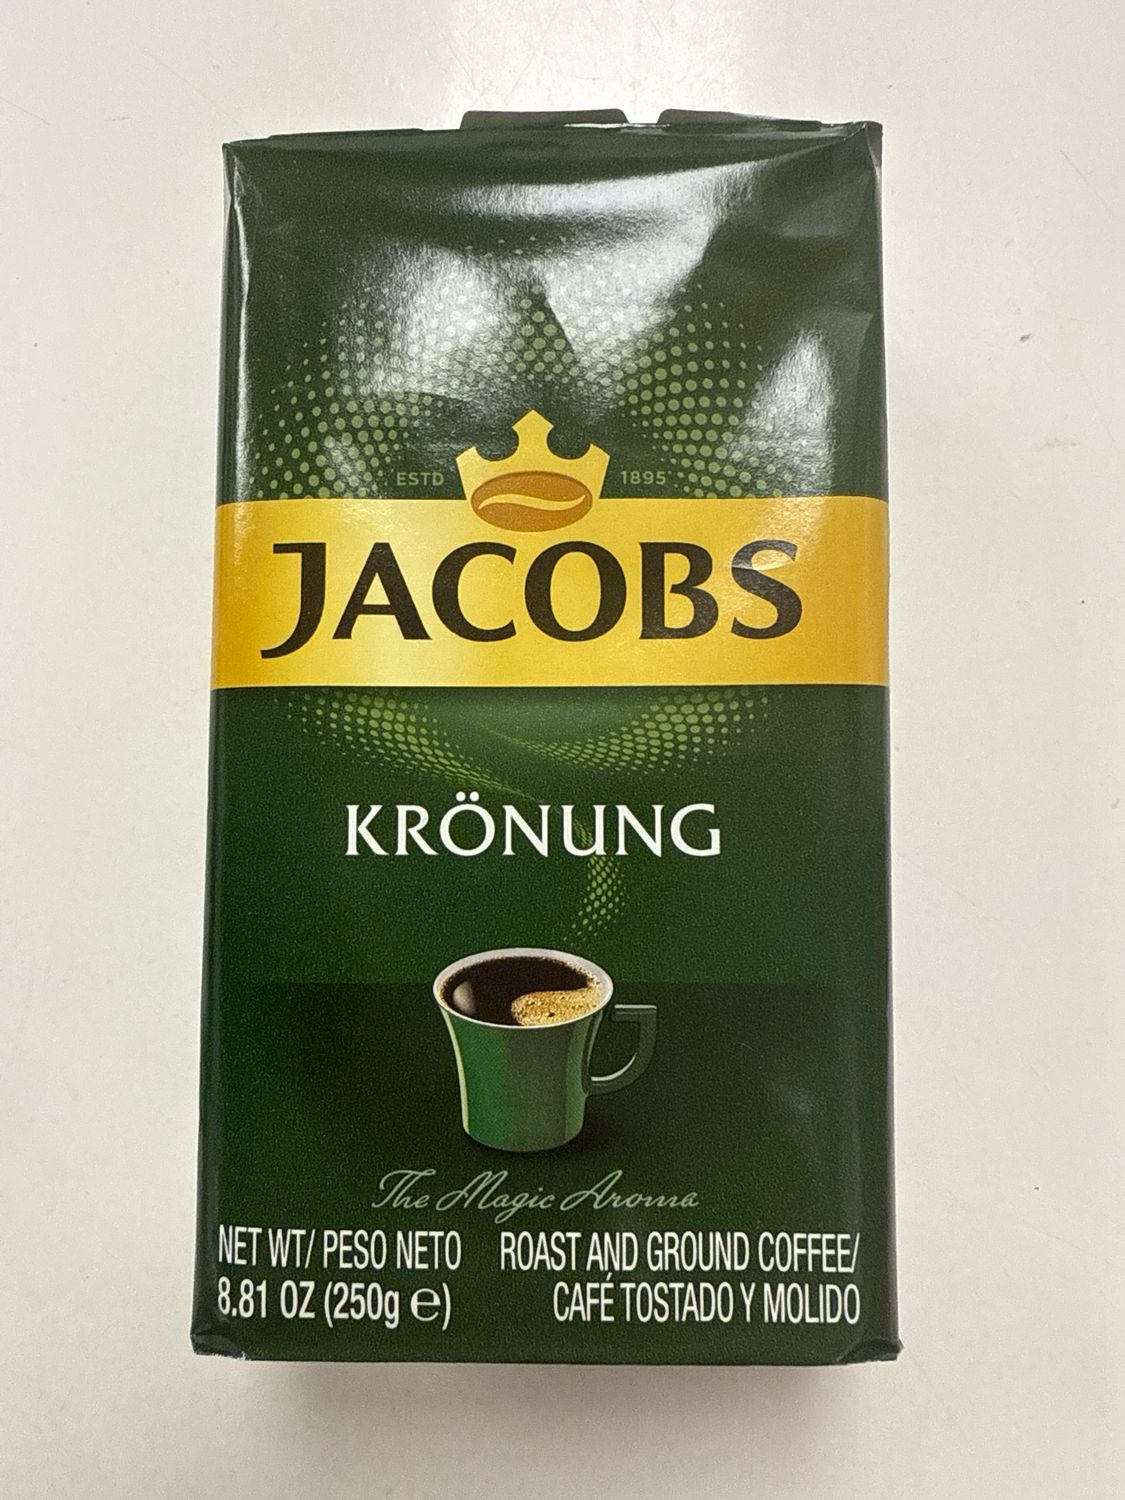 ESTD 1895
JACOBS
KRÖNUNG
The Magic Aroma
NET WT/ PESO NETO
8.81 OZ (250g ℮)
ROAST AND GROUND COFFEE/
CAFÉ TOSTADO Y MOLIDO